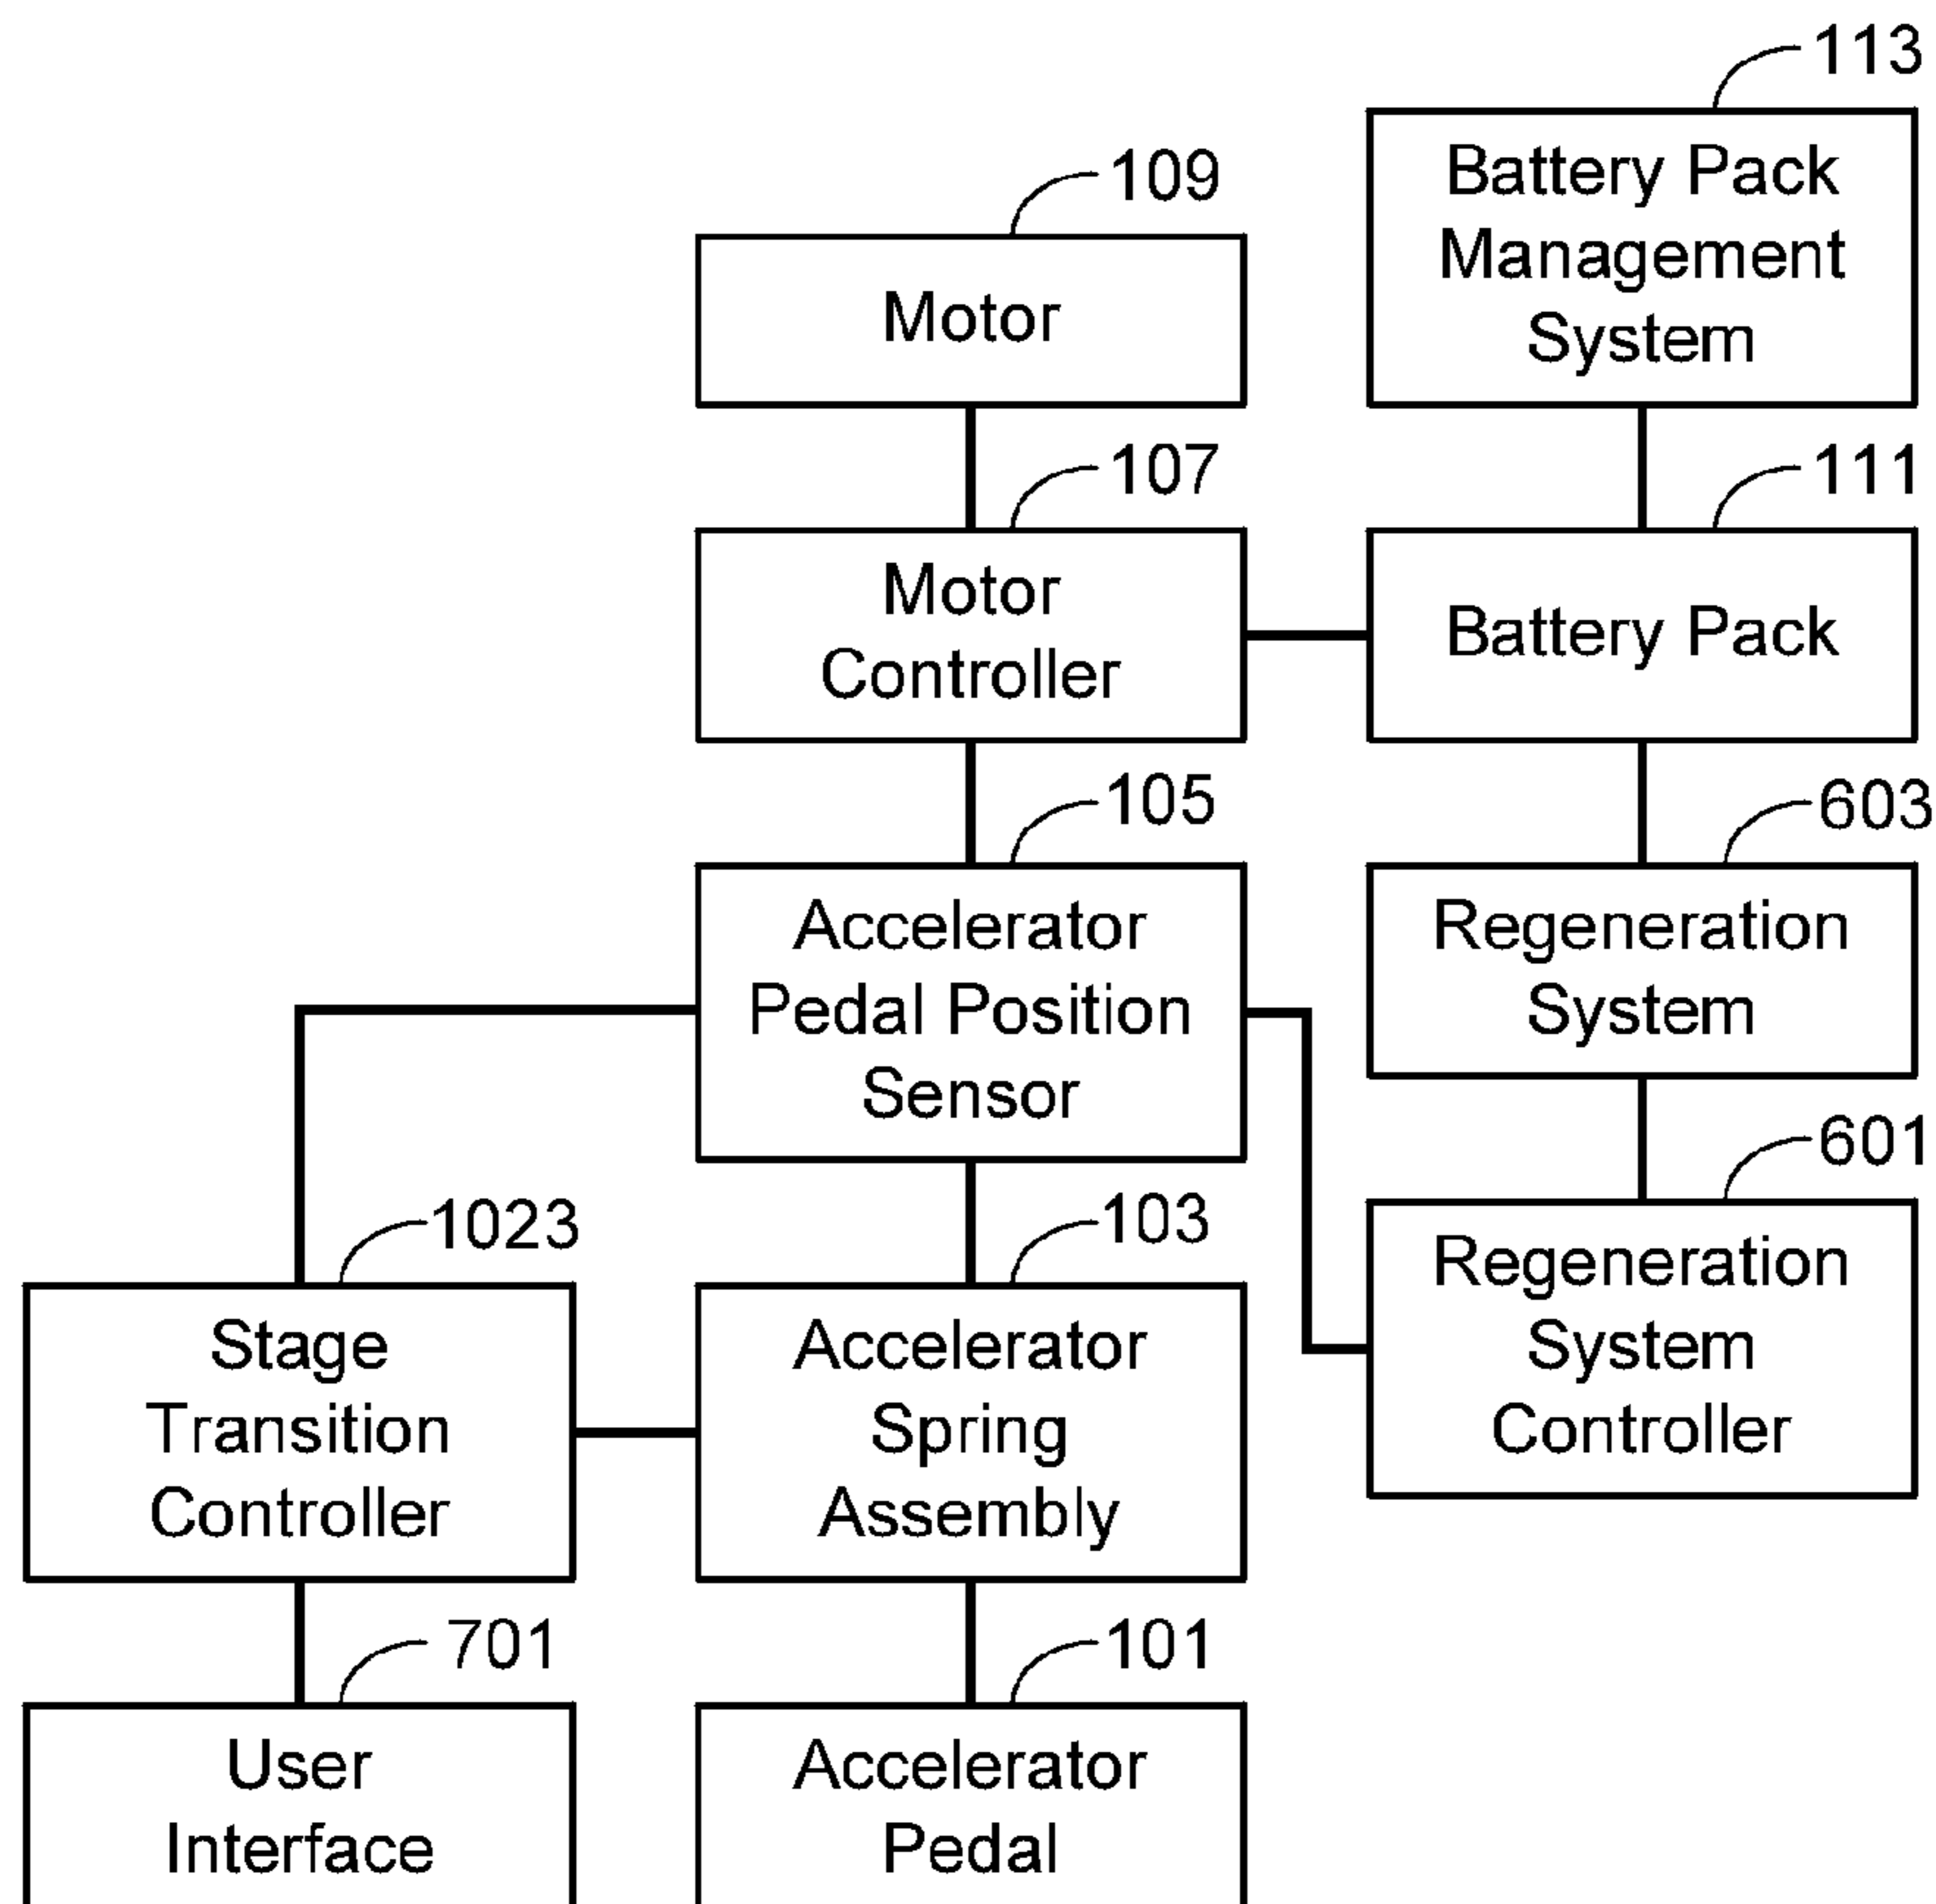 113
Battery Pack
Management
System
109
Motor
107
Motor
Controller
111
Battery Pack
105
Accelerator
Pedal Position
Sensor
603
Regeneration
System
601
Regeneration
System
Controller
1023
Stage
Transition
Controller
103
Accelerator
Spring
Assembly
701
User
Interface
101
Accelerator
Pedal